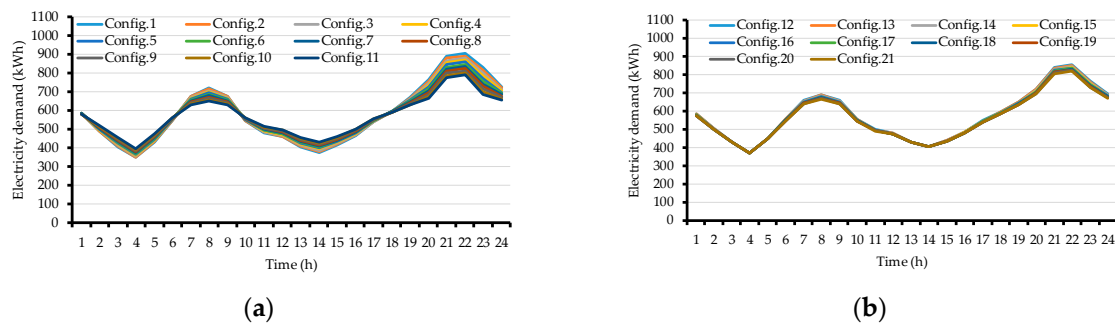 Electricity demand (kWh)
1100
1000
900
800
700
600
500
400
300
200
100
0
Config.1 Config.2 Config.3 Config.4
Config.5 Config.6 Config.7 Config.8
Config.9 Config.10 Config.11
1 2 3 4 5 6 7 8 9 10 11 12 13 14 15 16 17 18 19 20 21 22 23 24
Time (h)
(a)
Electricity demand (kWh)
1100
1000
900
800
700
600
500
400
300
200
100
0
Config.12 Config.13 Config.14 Config.15
Config.16 Config.17 Config.18 Config.19
Config.20 Config.21
1 2 3 4 5 6 7 8 9 10 11 12 13 14 15 16 17 18 19 20 21 22 23 24
Time (h)
(b)